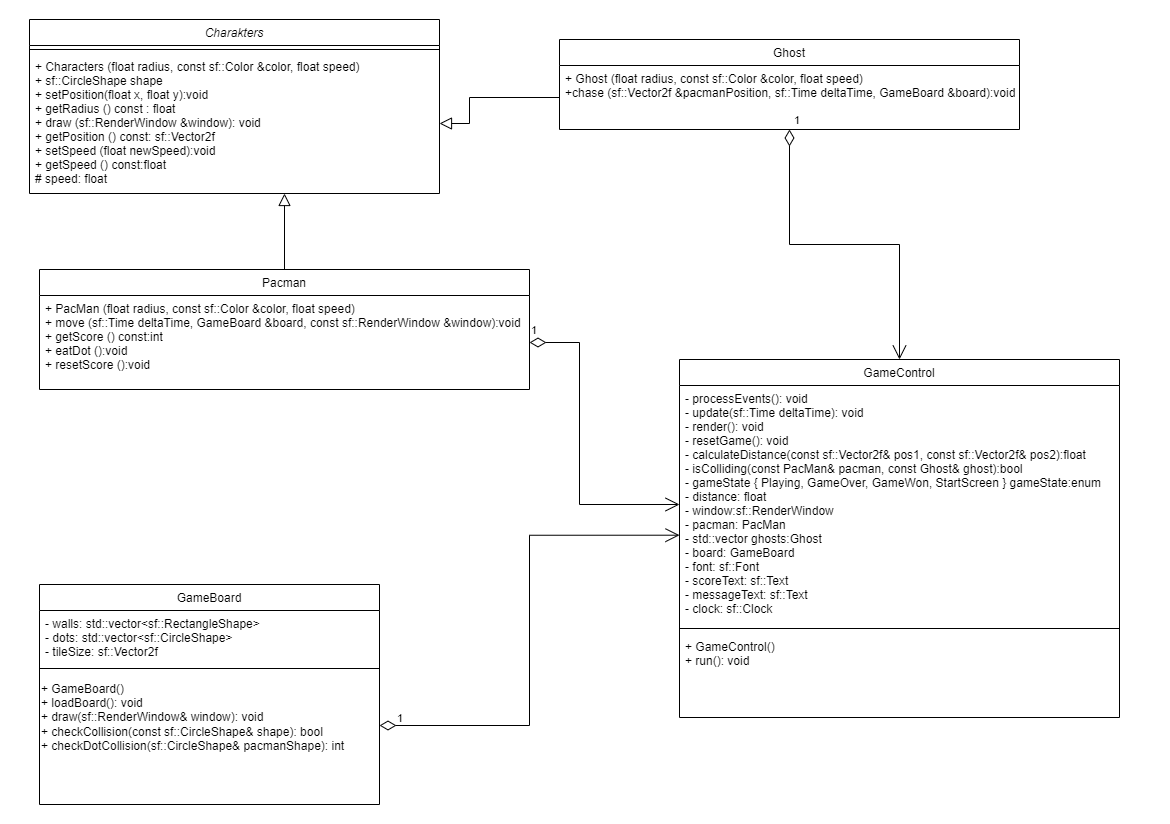 Charakters
+ Characters (float radius, const sf::Color &color, float speed)
+ sf::CircleShape shape
+ setPosition(float x, float y):void
+ getRadius () const : float
+ draw (sf::RenderWindow &window): void
+ getPosition () const: sf::Vector2f
+ setSpeed (float newSpeed):void
+ getSpeed () const:float
# speed: float
Ghost
+ Ghost (float radius, const sf::Color &color, float speed)
+chase (sf::Vector2f &pacmanPosition, sf::Time deltaTime, GameBoard &board):void
1
Pacman
+ PacMan (float radius, const sf::Color &color, float speed)
+ move (sf::Time deltaTime, GameBoard &board, const sf::RenderWindow &window):void
+ getScore () const:int
+ eatDot ():void
+ resetScore ():void
1
GameControl
- processEvents(): void
- update(sf::Time deltaTime): void
- render(): void
- resetGame(): void
- calculateDistance(const sf::Vector2f& pos1, const sf::Vector2f& pos2):float
- isColliding(const PacMan& pacman, const Ghost& ghost):bool
- gameState { Playing, GameOver, GameWon, StartScreen } gameState:enum
- distance: float
- window:sf::RenderWindow
- pacman: PacMan
- std::vector ghosts:Ghost
- board: GameBoard
- font: sf::Font
- scoreText: sf::Text
- messageText: sf::Text
- clock: sf::Clock
+ GameControl()
+ run(): void
GameBoard
- walls: std::vector<sf::RectangleShape>
- dots: std::vector<sf::CircleShape>
- tileSize: sf::Vector2f
+ GameBoard()
+ loadBoard(): void
+ draw(sf::RenderWindow& window): void
+ checkCollision(const sf::CircleShape& shape): bool
+ checkDotCollision(sf::CircleShape& pacmanShape): int
1